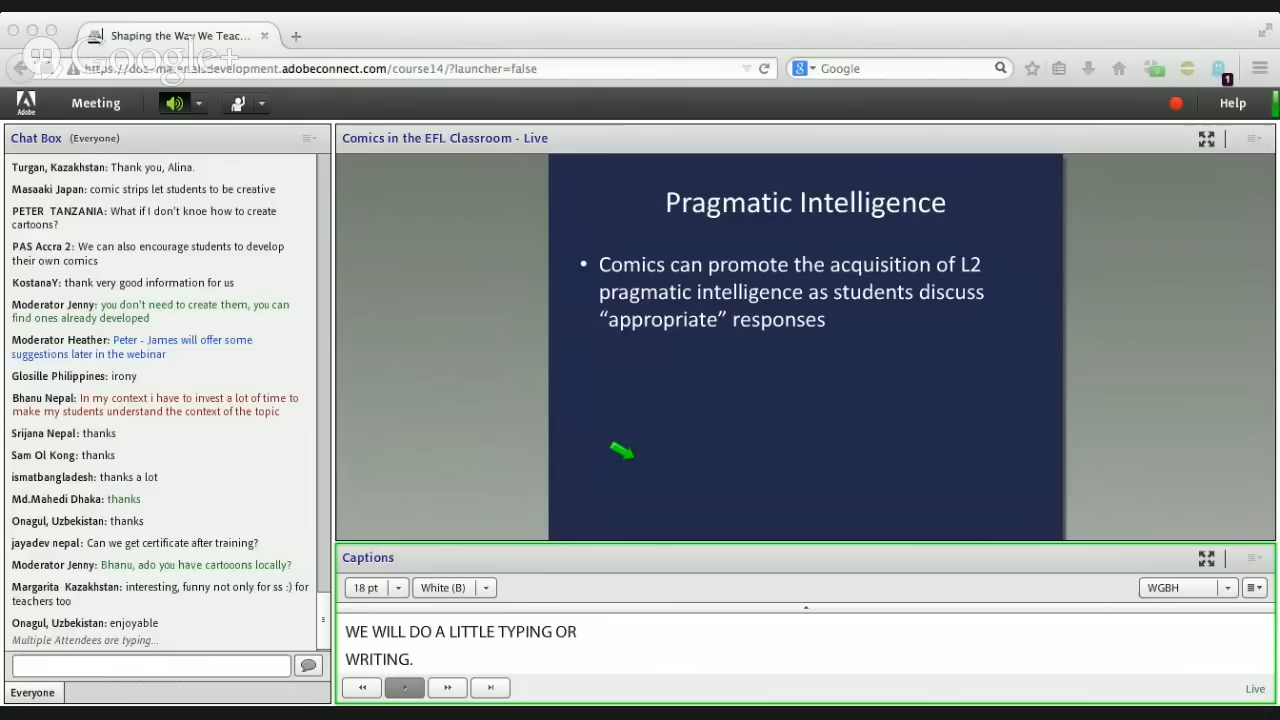 Shaping the Way We Teac...
Google+
adobeconnect.com/course14/?launcher=false
Google
1
Adobe
Meeting
Help
Chat Box (Everyone)
Comics in the EFL Classroom - Live
Turgan, Kazakhstan: Thank you, Alina.
Masaaki Japan: comic strips let students to be creative
PETER TANZANIA: What if I don't knoe how to create
cartoons?
PAS Accra 2: We can also encourage students to develop
their own comics
KostanaY: thank very good information for us
Moderator Jenny: you don't need to create them, you can
find ones already developed
Moderator Heather: Peter - James will offer some
suggestions later in the webinar
Glosille Philippines: irony
Bhanu Nepal: In my context i have to invest a lot of time to
make my students understand the context of the topic
Srijana Nepal: thanks
Sam Ol Kong: thanks
ismatbangladesh: thanks a lot
Md.Mahedi Dhaka: thanks
Onagul, Uzbekistan: thanks
jayadev nepal: Can we get certificate after training?
Moderator Jenny: Bhanu, ado you have cartooons locally?
Margarita Kazakhstan: interesting, funny not only for ss :) for
teachers too
Onagul, Uzbekistan: enjoyable
Multiple Attendees are typing...
Everyone
Pragmatic Intelligence
• Comics can promote the acquisition of L2
pragmatic intelligence as students discuss
“appropriate” responses
Captions
18 pt
White (B)
WGBH
WE WILL DO A LITTLE TYPING OR
WRITING.
Live